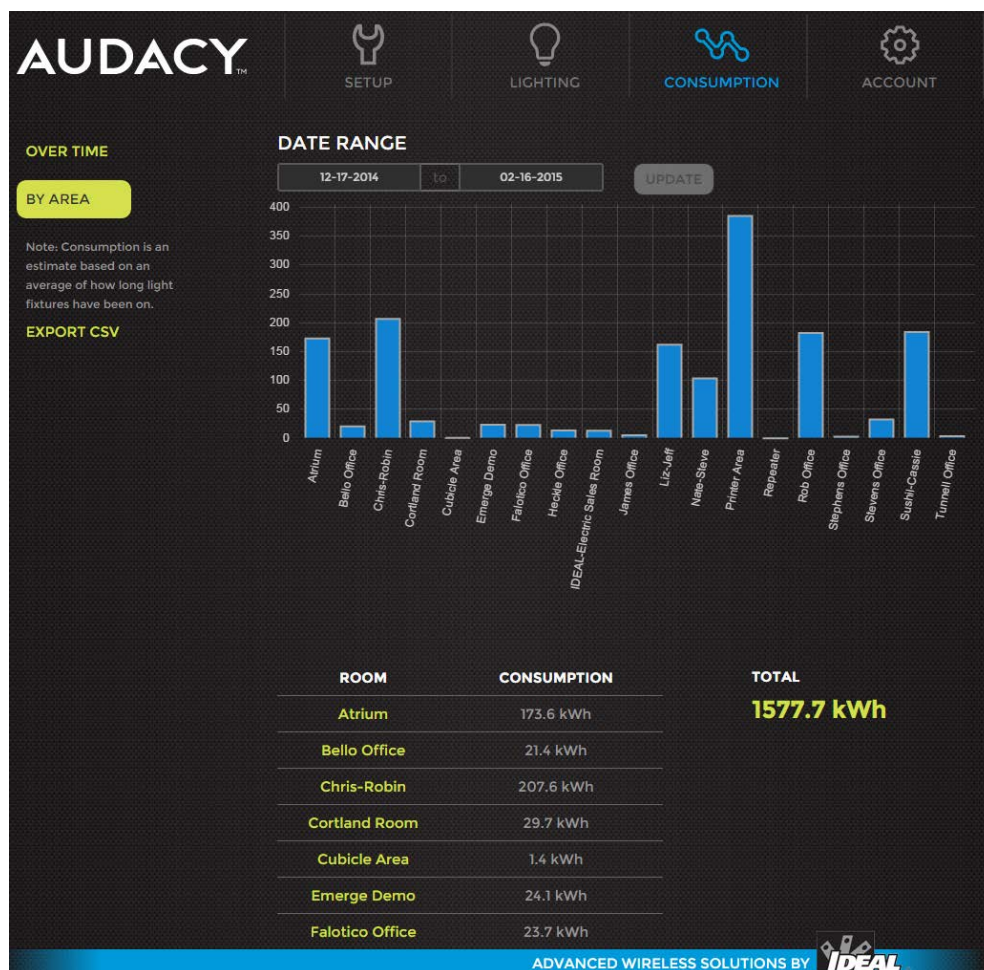 AUDACY™
SETUP
LIGHTING
CONSUMPTION
ACCOUNT
OVER TIME
BY AREA
Note: Consumption is an
estimate based on an
average of how long light
fixtures have been on.
EXPORT CSV
DATE RANGE
12-17-2014 to 02-16-2015 UPDATE
400
350
300
250
200
150
100
50
0
Atrium
Bello Office
Chris-Robin
Cortland Room
Cubicle Area
Emerge Demo
Falotico Office
Heckle Office
IDEAL-Electric Sales Room
James Office
Liz-Jeff
Nate-Steve
Printer Area
Repeater
Rob Office
Stephens Office
Stevens Office
Sushil-Cassie
Tunnell Office
ROOM CONSUMPTION
Atrium 173.6 kWh
Bello Office 21.4 kWh
Chris-Robin 207.6 kWh
Cortland Room 29.7 kWh
Cubicle Area 1.4 kWh
Emerge Demo 24.1 kWh
Falotico Office 23.7 kWh
TOTAL
1577.7 kWh
ADVANCED WIRELESS SOLUTIONS BY IDEAL